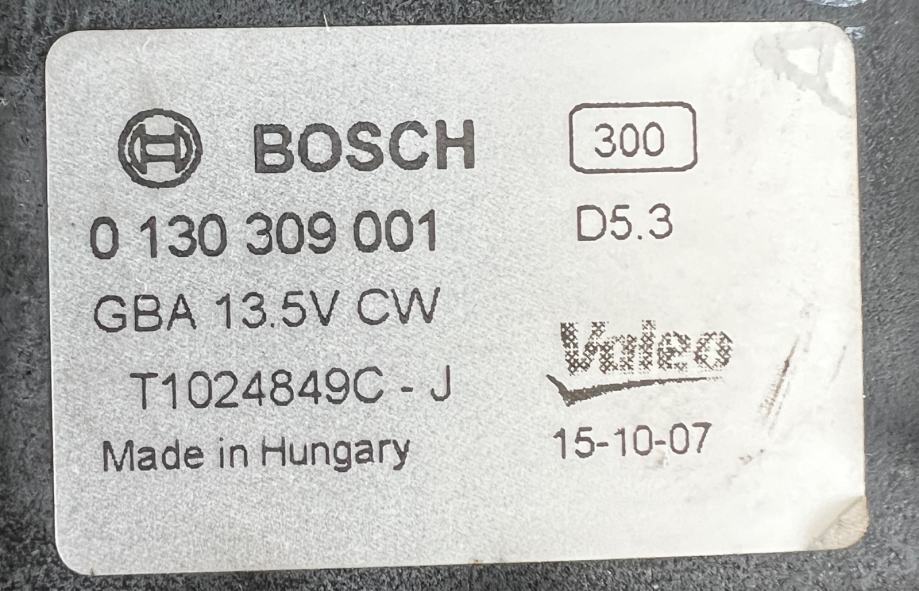 BOSCH 300
0 130 309 001 D5.3
GBA 13.5V CW
Valeo
T1024849C - J
Made in Hungary 15-10-07